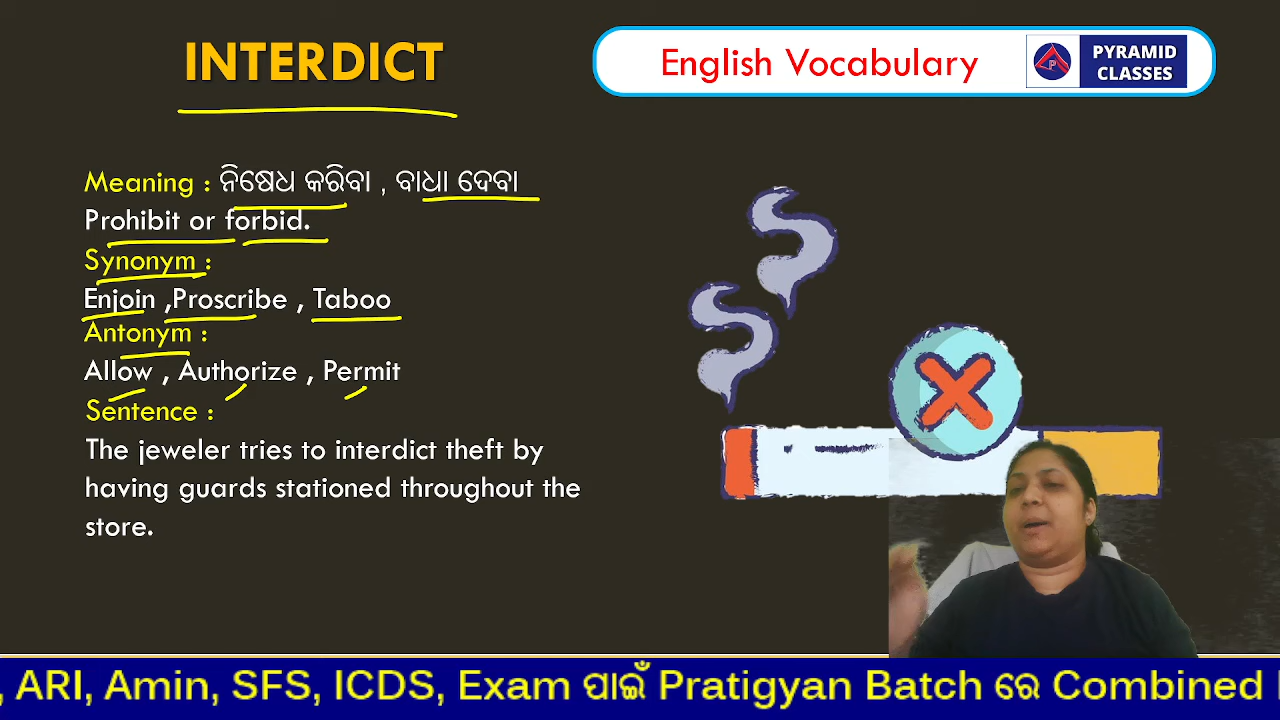 INTERDICT
English Vocabulary
PYRAMID
CLASSES
Meaning : ନିଷେଧ କରିବା , ବାଧା ଦେବା
Prohibit or forbid.
Synonym :
Enjoin ,Proscribe , Taboo
Antonym :
Allow , Authorize , Permit
Sentence :
The jeweler tries to interdict theft by
having guards stationed throughout the
store.
, ARI, Amin, SFS, ICDS, Exam ପାଇଁ Pratigyan Batch ରେ Combined